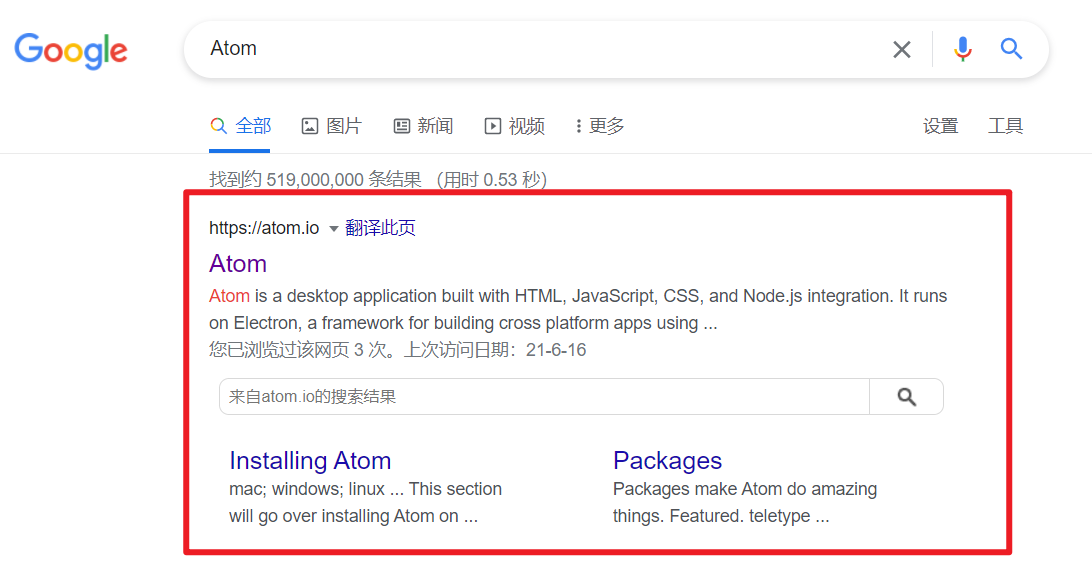 Google
Atom
全部 图片 新闻 视频 更多 设置 工具
找到约 519,000,000 条结果 （用时 0.53 秒）
https://atom.io 翻译此页
Atom
Atom is a desktop application built with HTML, JavaScript, CSS, and Node.js integration. It runs
on Electron, a framework for building cross platform apps using ...
您已浏览过该网页 3 次。上次访问日期：21-6-16
来自atom.io的搜索结果
Installing Atom
mac; windows; linux ... This section
will go over installing Atom on ...
Packages
Packages make Atom do amazing
things. Featured. teletype ...